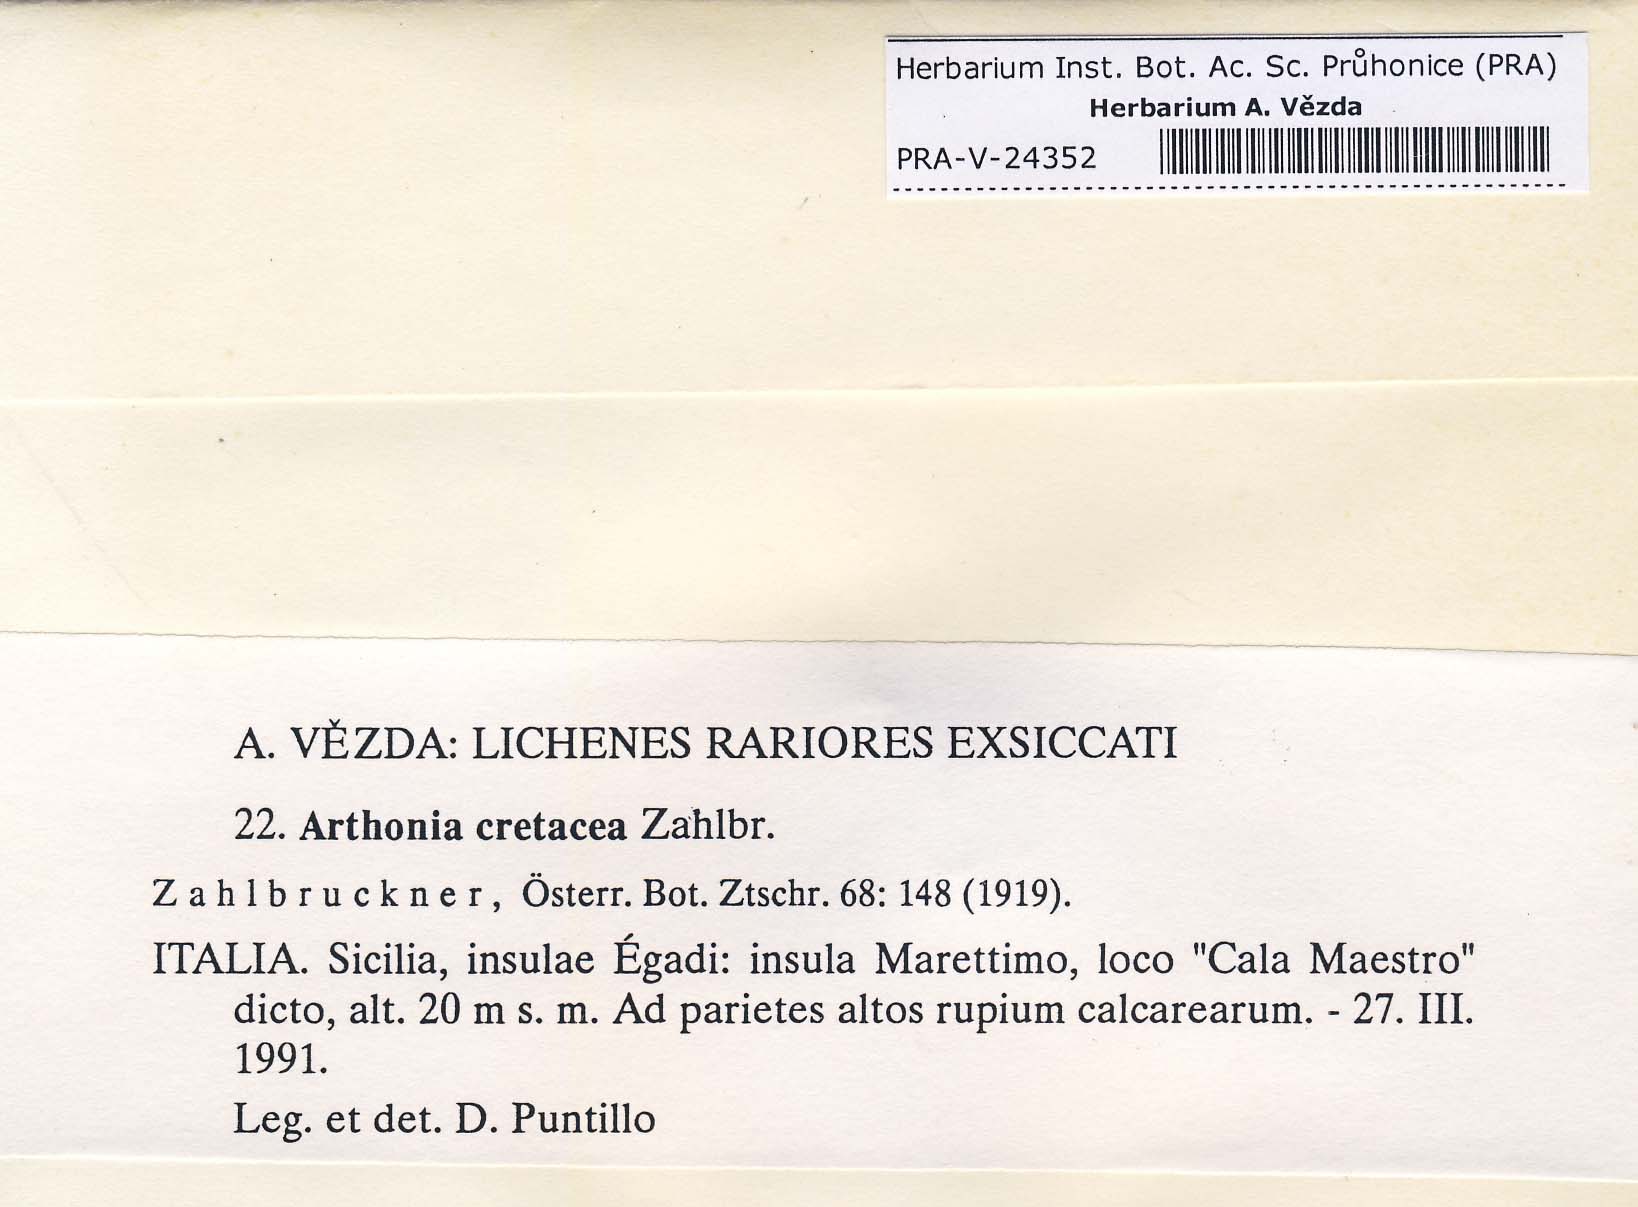 Herbarium Inst. Bot. Ac. Sc. Průhonice (PRA)
Herbarium A. Vězda
PRA-V-24352
A. VĚZDA: LICHENES RARIORES EXSICCATI
22. Arthonia cretacea Zahlbr.
Zahlbruckner, Österr. Bot. Ztschr. 68: 148 (1919).
ITALIA. Sicilia, insulae Égadi: insula Marettimo, loco "Cala Maestro"
dicto, alt. 20 m s. m. Ad parietes altos rupium calcarearum. - 27. III.
1991.
Leg. et det. D. Puntillo